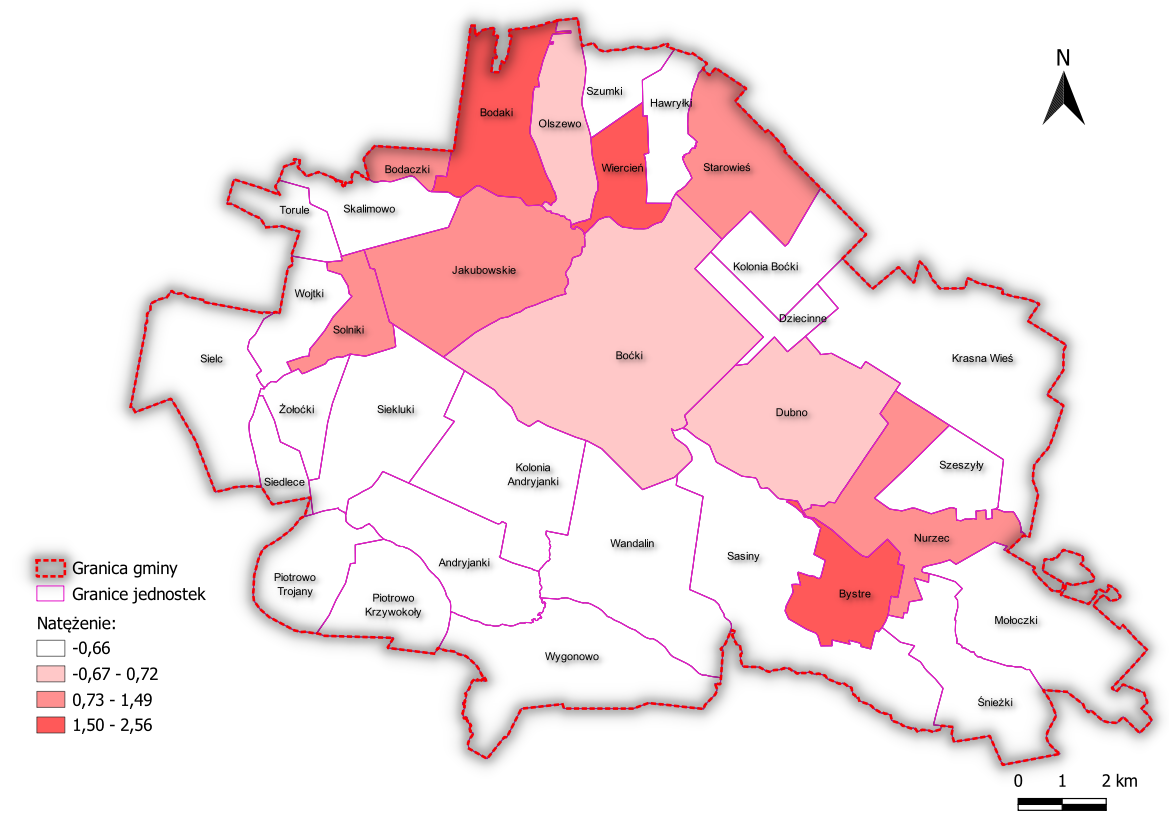 N
Szumki
Hawryłki
Bodaki
Olszewo
Bodaczki
Wiercień
Starowieś
Torule
Skalimowo
Jakubowskie
Kolonia Boćki
Wojtki
Dziecinne
Solniki
Sielc
Boćki
Krasna Wieś
Żołoćki
Siekluki
Dubno
Kolonia
Andryjanki
Szeszyły
Siedlece
Nurzec
Wandalin
Sasiny
Andryjanki
Piotrowo
Trojany
Bystre
Piotrowo
Krzywokoły
Mołoczki
Wygonowo
Śnieżki
Granica gminy
Granice jednostek
Natężenie:
-0,66
-0,67 - 0,72
0,73 - 1,49
1,50 - 2,56
0 1 2 km